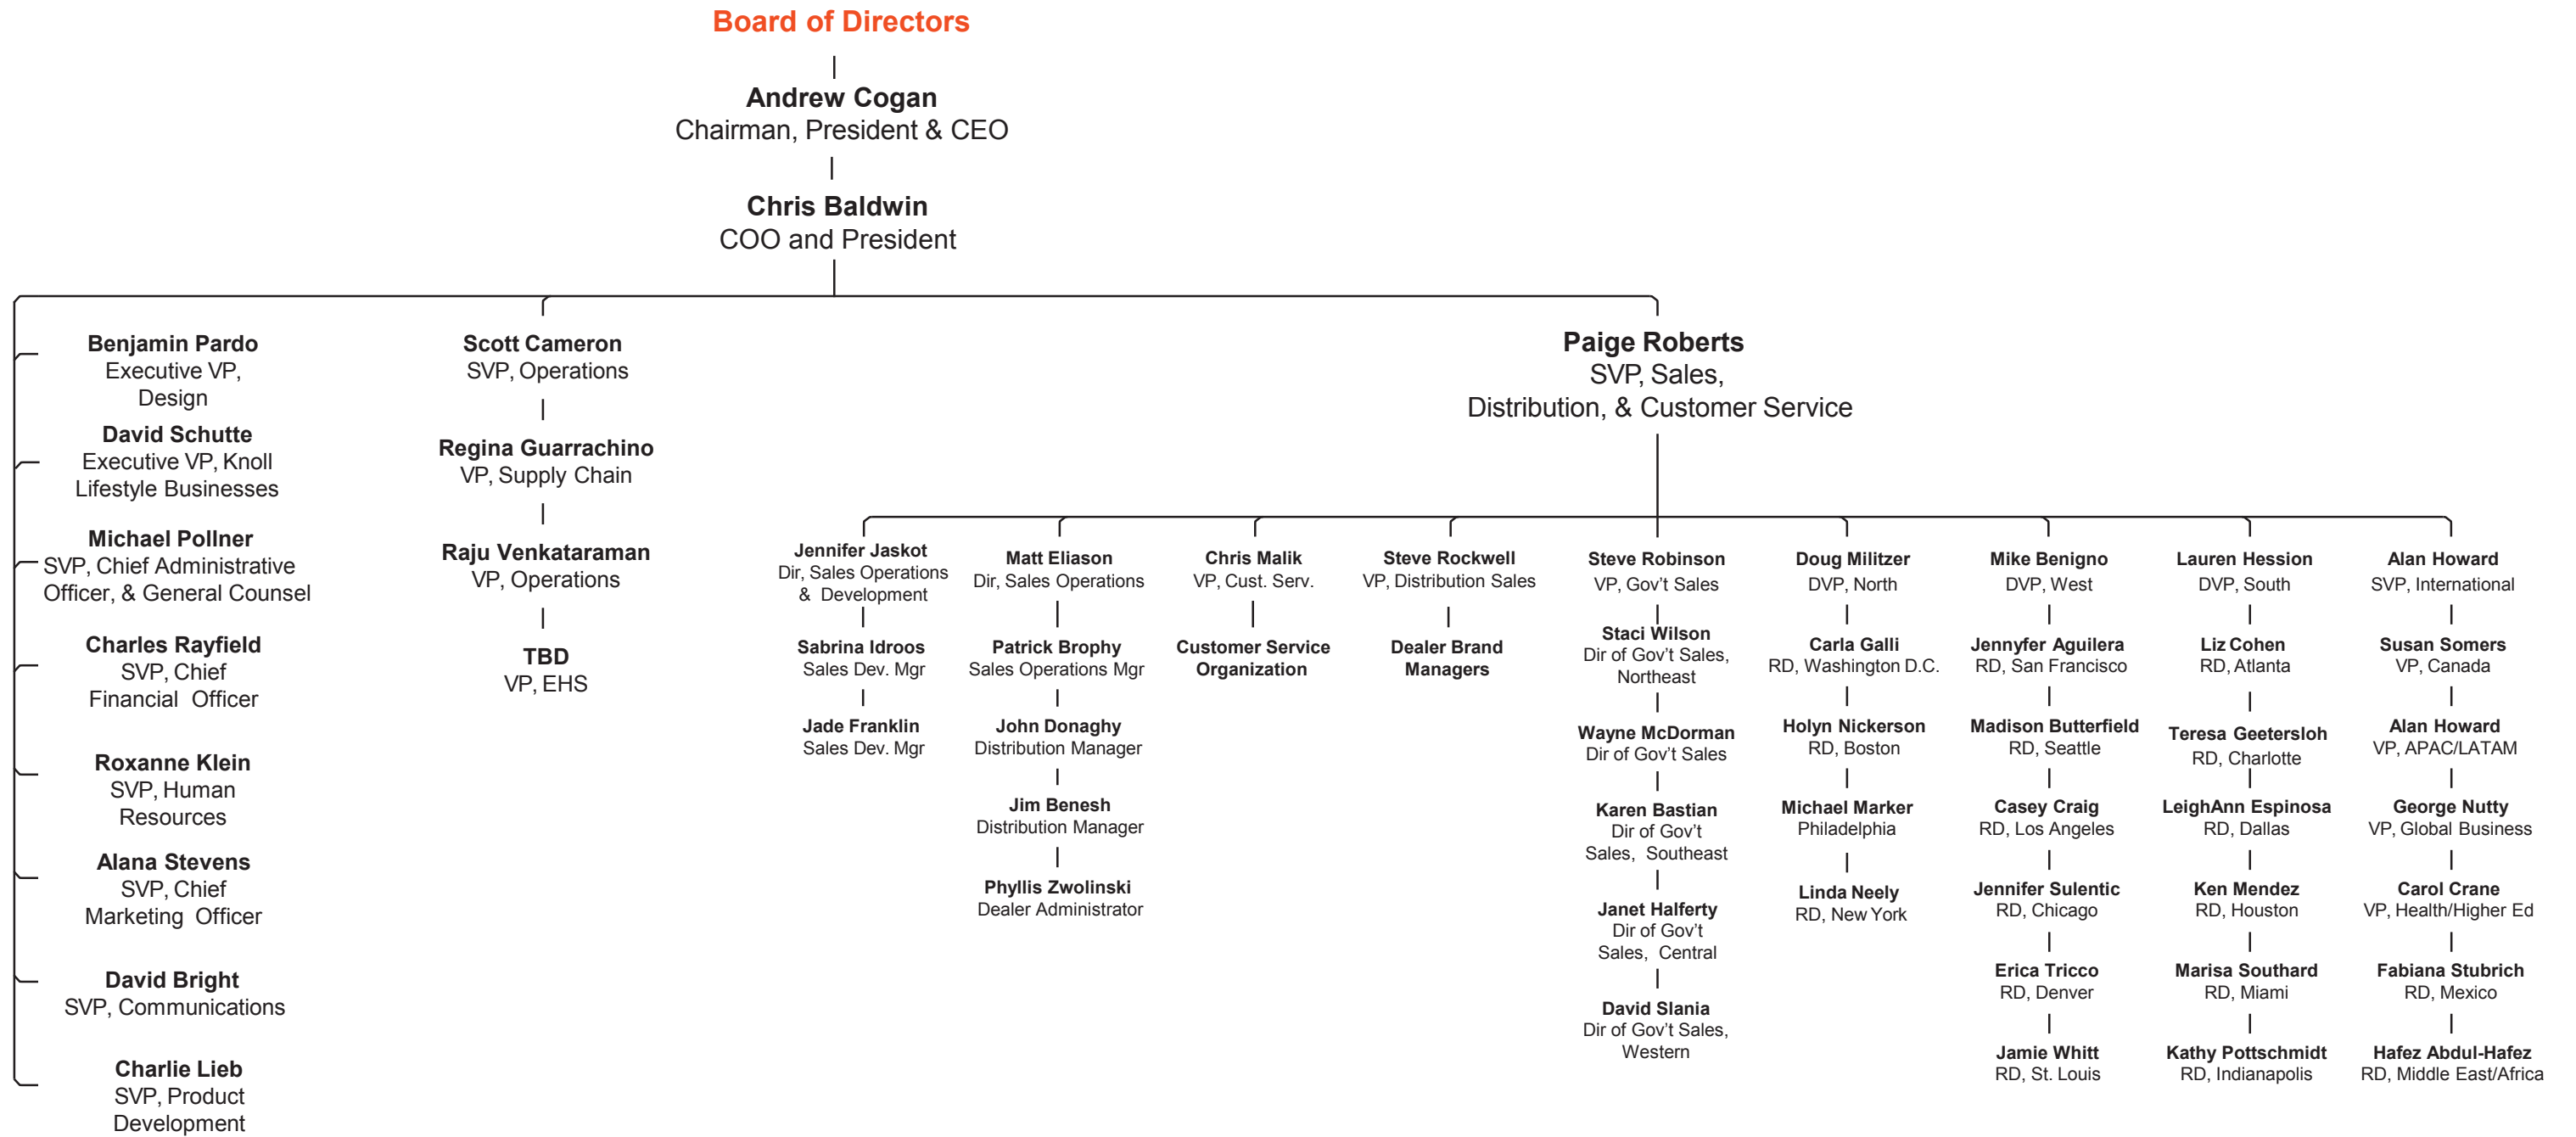 Board of Directors
Andrew Cogan
Chairman, President & CEO
Chris Baldwin
COO and President
Benjamin Pardo
Executive VP,
Design
David Schutte
Executive VP, Knoll
Lifestyle Businesses
Michael Pollner
SVP, Chief Administrative
Officer, & General Counsel
Charles Rayfield
SVP, Chief
Financial Officer
Roxanne Klein
SVP, Human
Resources
Alana Stevens
SVP, Chief
Marketing Officer
David Bright
SVP, Communications
Charlie Lieb
SVP, Product
Development
Scott Cameron
SVP, Operations
Regina Guarrachino
VP, Supply Chain
Raju Venkataraman
VP, Operations
TBD
VP, EHS
Paige Roberts
SVP, Sales,
Distribution, & Customer Service
Jennifer Jaskot
Dir, Sales Operations
& Development
Sabrina Idroos
Sales Dev. Mgr
Jade Franklin
Sales Dev. Mgr
Matt Eliason
Dir, Sales Operations
Patrick Brophy
Sales Operations Mgr
John Donaghy
Distribution Manager
Jim Benesh
Distribution Manager
Phyllis Zwolinski
Dealer Administrator
Chris Malik
VP, Cust. Serv.
Customer Service
Organization
Steve Rockwell
VP, Distribution Sales
Dealer Brand
Managers
Steve Robinson
VP, Gov't Sales
Staci Wilson
Dir of Gov't Sales,
Northeast
Wayne McDorman
Dir of Gov't Sales
Karen Bastian
Dir of Gov't
Sales, Southeast
Janet Halferty
Dir of Gov't
Sales, Central
David Slania
Dir of Gov't Sales,
Western
Doug Militzer
DVP, North
Carla Galli
RD, Washington D.C.
Holyn Nickerson
RD, Boston
Michael Marker
Philadelphia
Linda Neely
RD, New York
Mike Benigno
DVP, West
Jennyfer Aguilera
RD, San Francisco
Madison Butterfield
RD, Seattle
Casey Craig
RD, Los Angeles
Jennifer Sulentic
RD, Chicago
Erica Tricco
RD, Denver
Jamie Whitt
RD, St. Louis
Lauren Hession
DVP, South
Liz Cohen
RD, Atlanta
Teresa Geetersloh
RD, Charlotte
LeighAnn Espinosa
RD, Dallas
Ken Mendez
RD, Houston
Marisa Southard
RD, Miami
Kathy Pottschmidt
RD, Indianapolis
Alan Howard
SVP, International
Susan Somers
VP, Canada
Alan Howard
VP, APAC/LATAM
George Nutty
VP, Global Business
Carol Crane
VP, Health/Higher Ed
Fabiana Stubrich
RD, Mexico
Hafez Abdul-Hafez
RD, Middle East/Africa